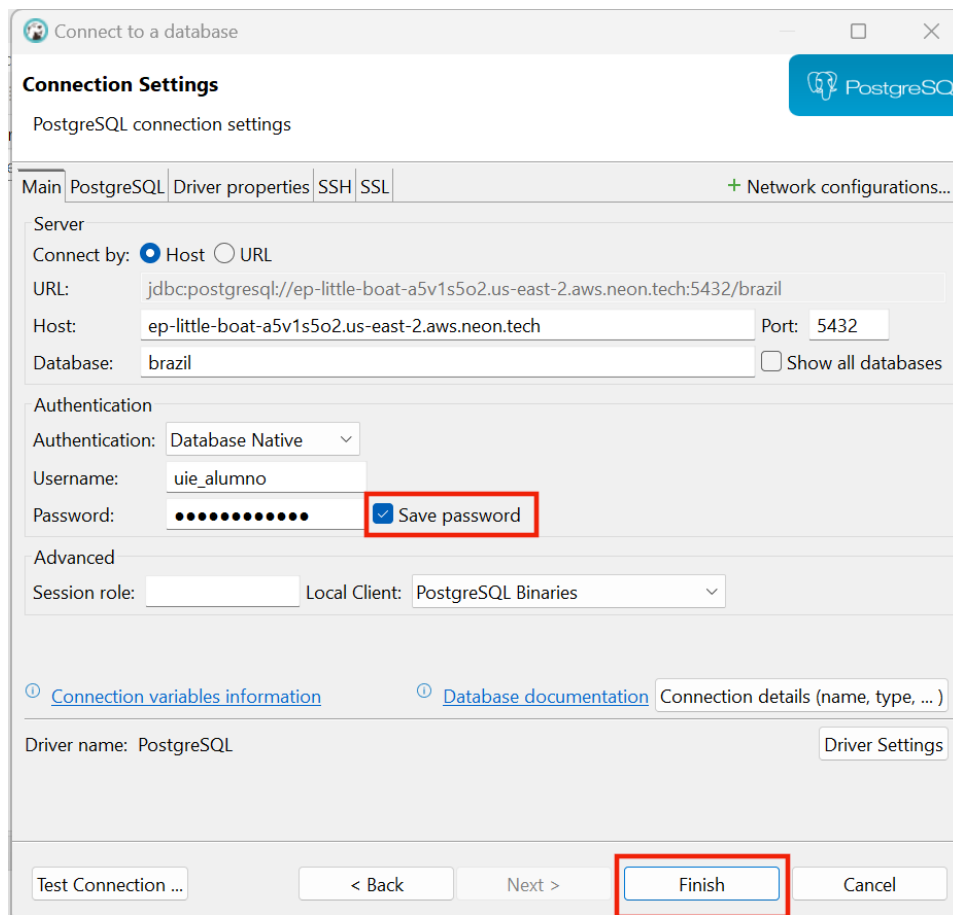 Connect to a database
Connection Settings
PostgreSQL connection settings
PostgreSQ
Main PostgreSQL Driver properties SSH SSL + Network configurations...
Server
Connect by: Host URL
URL: jdbc:postgresql://ep-little-boat-a5v1s5o2.us-east-2.aws.neon.tech:5432/brazil
Host: ep-little-boat-a5v1s5o2.us-east-2.aws.neon.tech Port: 5432
Database: brazil Show all databases
Authentication
Authentication: Database Native
Username: uie_alumno
Password: ●●●●●●●●●●●● Save password
Advanced
Session role: Local Client: PostgreSQL Binaries
Connection variables information Database documentation Connection details (name, type, ... )
Driver name: PostgreSQL Driver Settings
Test Connection ... < Back Next > Finish Cancel